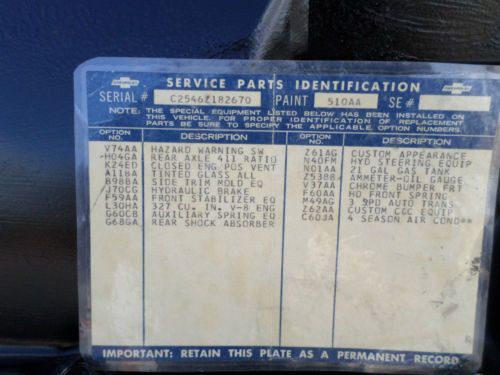 SERVICE PARTS IDENTIFICATION
SERIAL # C2546Z182670 PAINT 510AA SE #
NOTE: THE SPECIAL EQUIPMENT LISTED BELOW HAS BEEN INSTALLED ON
THIS VEHICLE. FOR PROPER IDENTIFICATION OF REPLACEMENT
PARTS BE SURE TO SPECIFY THE APPLICABLE OPTION NUMBERS.
OPTION NO. DESCRIPTION OPTION NO. DESCRIPTION
V74AA HAZARD WARNING SW Z61AG CUSTOM APPEARANCE
H04GA REAR AXLE 411 RATIO N40FM HYD STEERING EQUIP
K24ED CLOSED ENG POS VENT N01AA 21 GAL GAS TANK
A11BA TINTED GLASS ALL Z53BB AMMETER-OIL GAUGE
B98BA SIDE TRIM MOLD EQ V37AA CHROME BUMPER FRT
J70CG HYDRAULIC BRAKE F60AA HD FRONT SPRING
F59AA FRONT STABILIZER EQ M49AG 3 SPD AUTO TRANS
L30HA 327 CU. IN. V-8 ENG Z62AA CUSTOM CGC EQUIP
G60CB AUXILIARY SPRING EQ C60JA 4 SEASON AIR COND**
G68GA REAR SHOCK ABSORBER
IMPORTANT: RETAIN THIS PLATE AS A PERMANENT RECORD